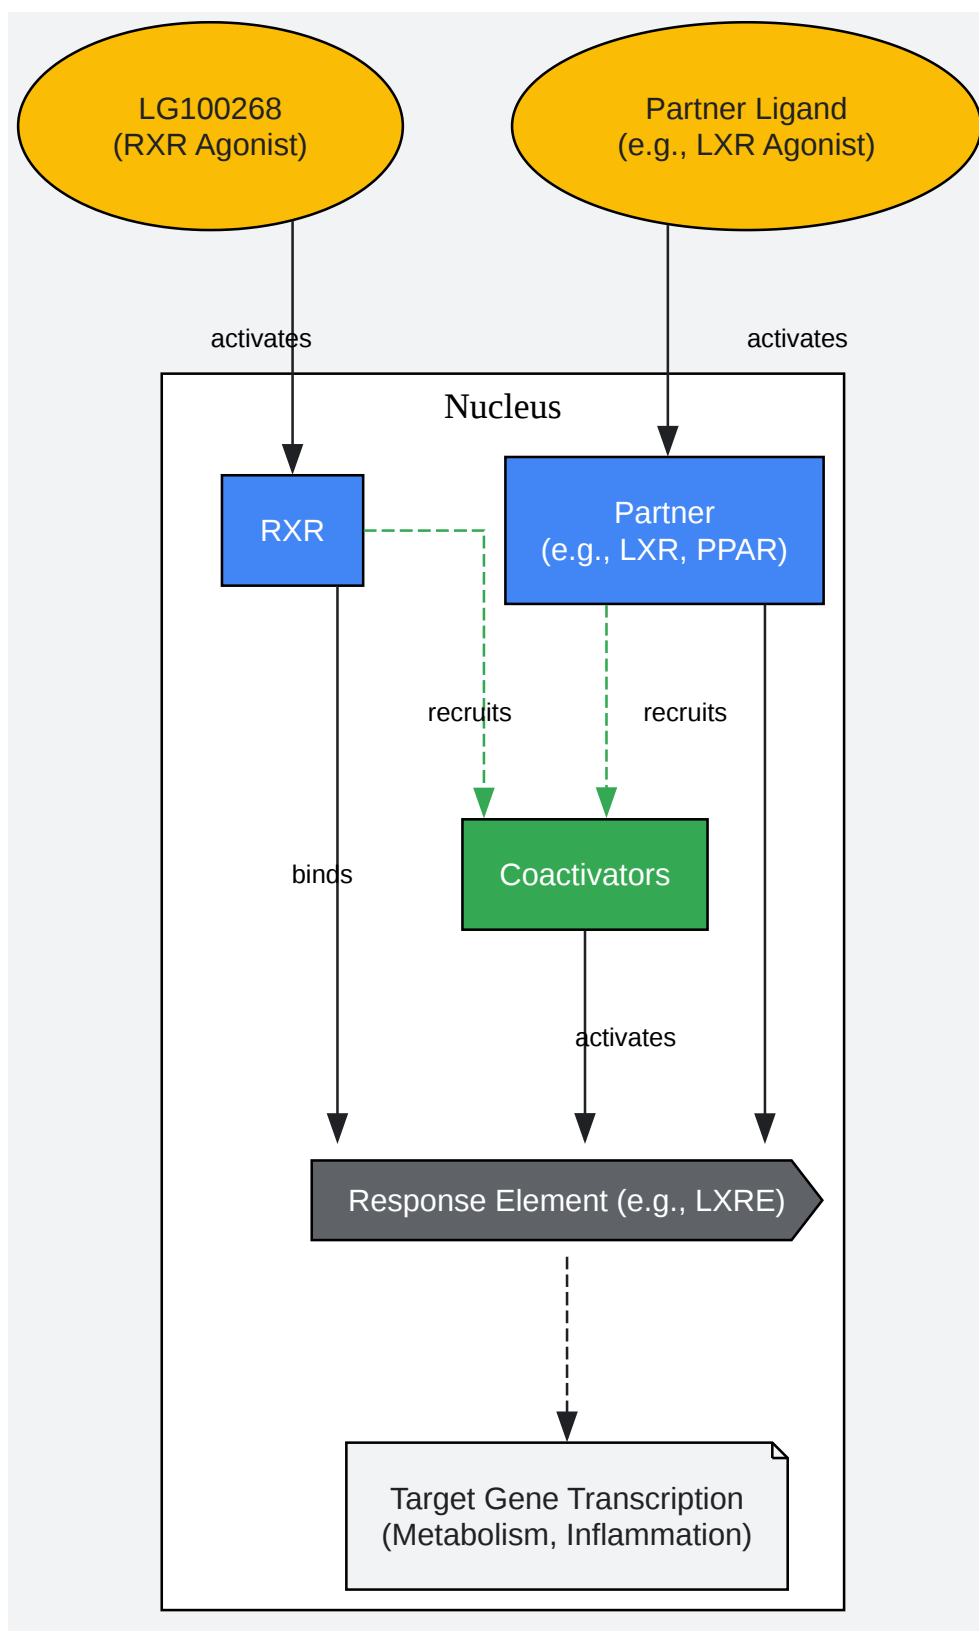 LG100268
(RXR Agonist)
Partner Ligand
(e.g., LXR Agonist)
activates
activates
Nucleus
RXR
Partner
(e.g., LXR, PPAR)
recruits
recruits
Coactivators
binds
activates
Response Element (e.g., LXRE)
Target Gene Transcription
(Metabolism, Inflammation)